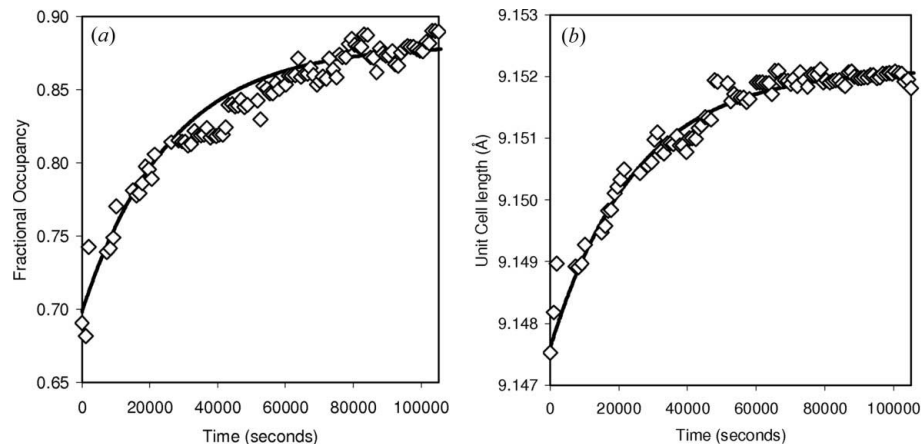 (a)
Fractional Occupancy
0.90
0.85
0.80
0.75
0.70
0.65
0 20000 40000 60000 80000 100000
Time (seconds)
(b)
Unit Cell length (Å)
9.153
9.152
9.151
9.150
9.149
9.148
9.147
0 20000 40000 60000 80000 100000
Time (seconds)